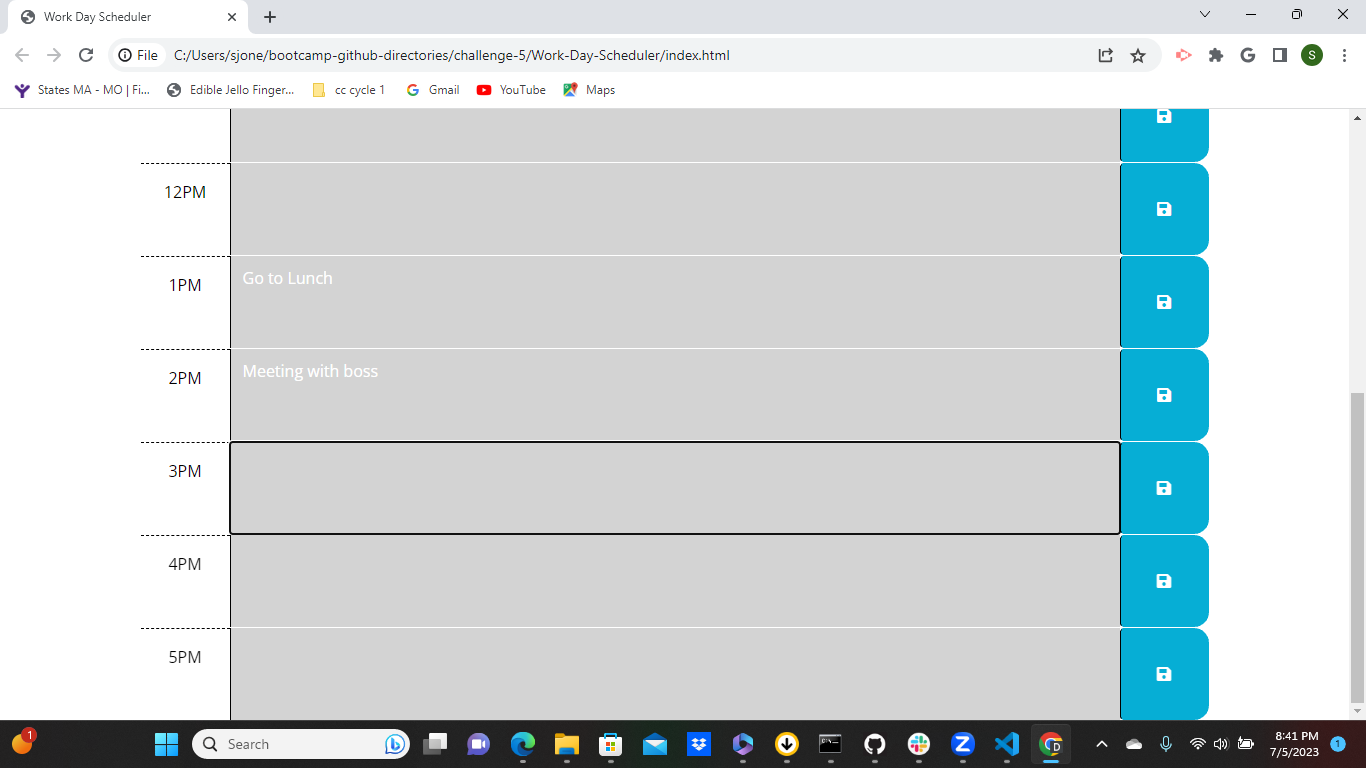 Work Day Scheduler
File C:/Users/sjone/bootcamp-github-directories/challenge-5/Work-Day-Scheduler/index.html
S
States MA - MO | Fi... Edible Jello Finger... cc cycle 1 Gmail YouTube Maps
12PM
1PM Go to Lunch
2PM Meeting with boss
3PM
4PM
5PM
1 Search D 8:41 PM
7/5/2023 1